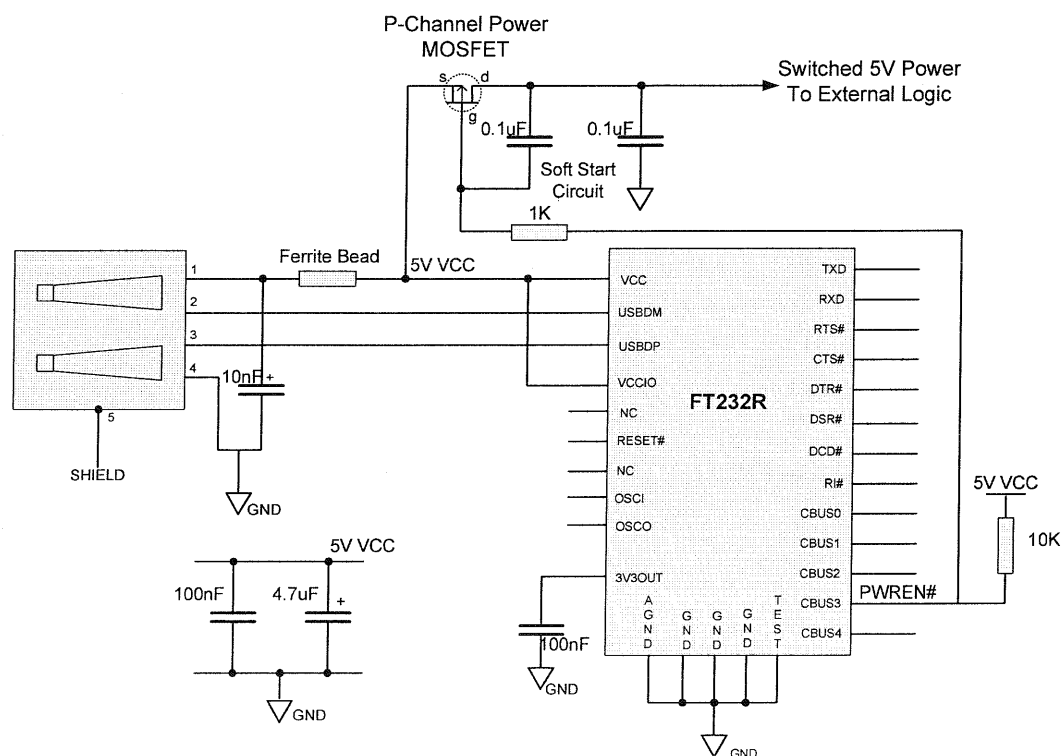 P-Channel Power
MOSFET
s
d
g
Switched 5V Power
To External Logic
0.1uF
0.1uF
Soft Start
Circuit
1K
Ferrite Bead
5V VCC
1
2
3
4
5
SHIELD
10nF +
GND
VCC
USBDM
USBDP
VCCIO
NC
RESET#
NC
OSCI
OSCO
3V3OUT
FT232R
TXD
RXD
RTS#
CTS#
DTR#
DSR#
DCD#
RI#
CBUS0
CBUS1
CBUS2
CBUS3
CBUS4
AGND
GND
GND
GND
TEST
PWREN#
5V VCC
10K
5V VCC
100nF
4.7uF
+
GND
100nF
GND
GND